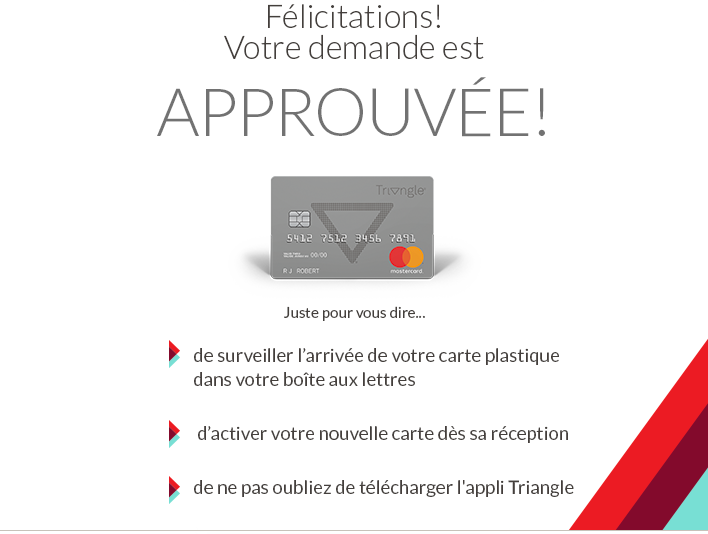 Félicitations!
Votre demande est
APPROUVÉE!
Triangle
5412 7512 3456 7891
00/00
R J ROBERT
mastercard
Juste pour vous dire...
de surveiller l’arrivée de votre carte plastique
dans votre boîte aux lettres
d’activer votre nouvelle carte dès sa réception
de ne pas oubliez de télécharger l'appli Triangle